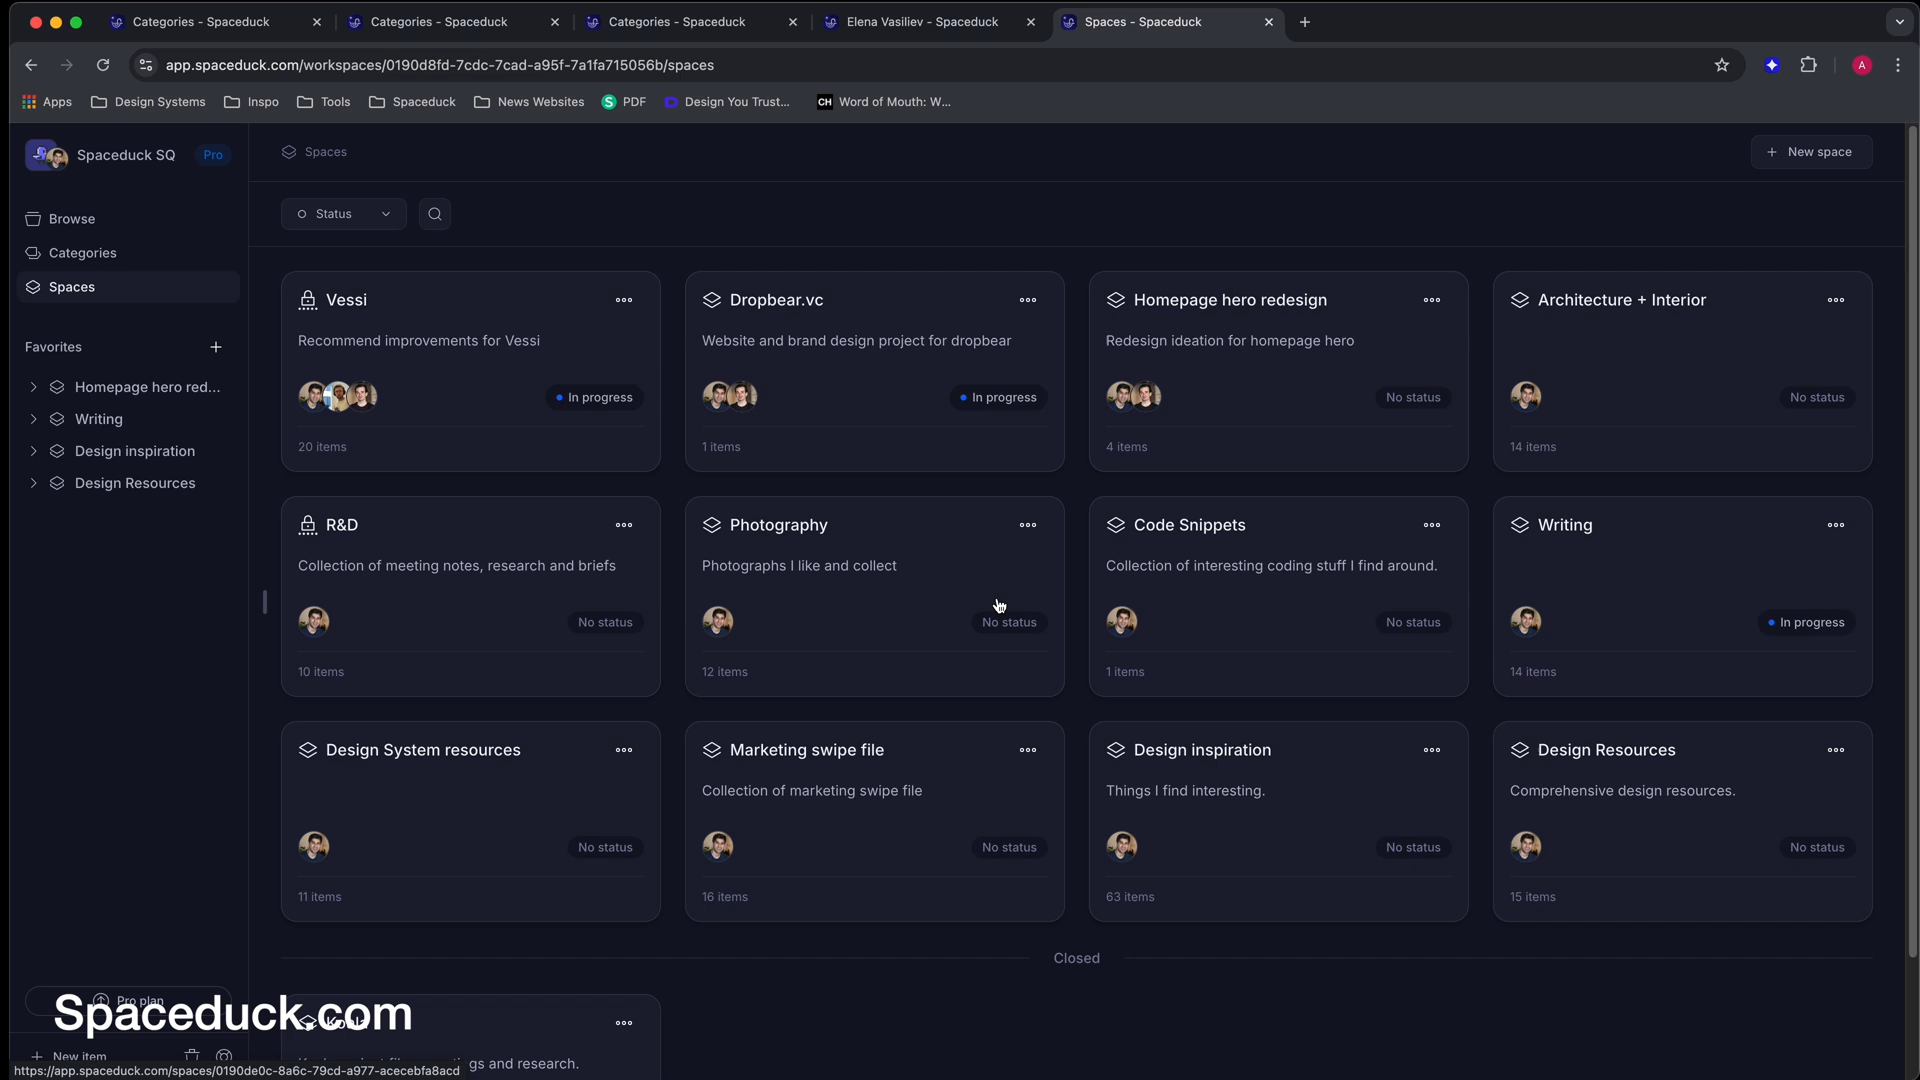 Categories - Spaceduck
Categories - Spaceduck
Categories - Spaceduck
Elena Vasiliev - Spaceduck
Spaces - Spaceduck
app.spaceduck.com/workspaces/0190d8fd-7cdc-7cad-a95f-7a1fa715056b/spaces
A
Apps
Design Systems
Inspo
Tools
Spaceduck
News Websites
S
PDF
Design You Trust...
CH
Word of Mouth: W...
Spaceduck SQ
Pro
Browse
Categories
Spaces
Favorites
Homepage hero red...
Writing
Design inspiration
Design Resources
Pro plan
Spaceduck.com
New item
https://app.spaceduck.com/spaces/0190de0c-8a6c-79cd-a977-acecebfa8acd
Spaces
New space
Status
Vessi
Recommend improvements for Vessi
In progress
20 items
Dropbear.vc
Website and brand design project for dropbear
In progress
1 items
Homepage hero redesign
Redesign ideation for homepage hero
No status
4 items
Architecture + Interior
No status
14 items
R&D
Collection of meeting notes, research and briefs
No status
10 items
Photography
Photographs I like and collect
No status
12 items
Code Snippets
Collection of interesting coding stuff I find around.
No status
1 items
Writing
In progress
14 items
Design System resources
No status
11 items
Marketing swipe file
Collection of marketing swipe file
No status
16 items
Design inspiration
Things I find interesting.
No status
63 items
Design Resources
Comprehensive design resources.
No status
15 items
Closed
gs and research.